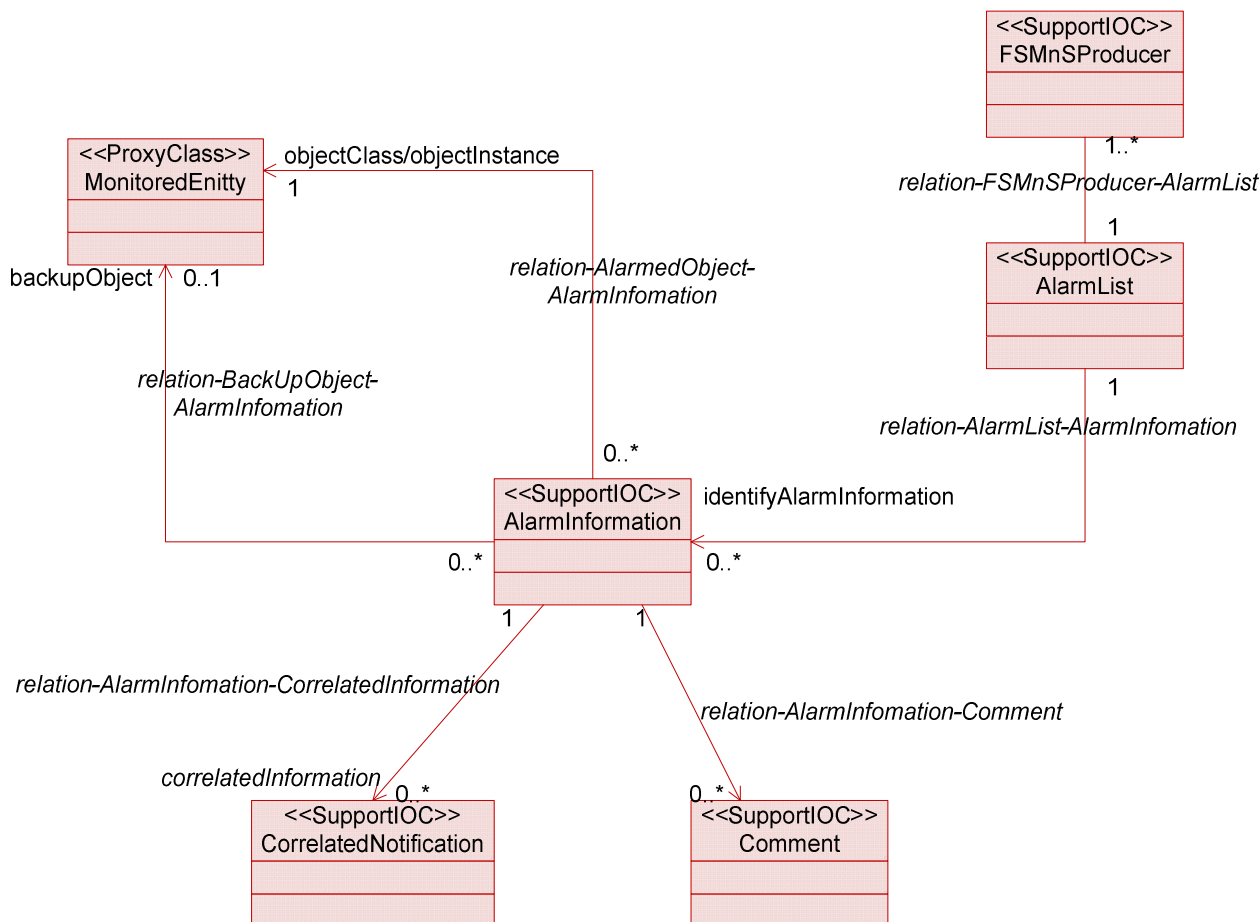 <<SupportIOC>>
FSMnSProducer
1..*
relation-FSMnSProducer-AlarmList
1
<<SupportIOC>>
AlarmList
1
relation-AlarmList-AlarmInfomation
<<ProxyClass>>
MonitoredEnitty
objectClass/objectInstance
1
backupObject
0..1
relation-AlarmedObject-
AlarmInfomation
relation-BackUpObject-
AlarmInfomation
0..*
<<SupportIOC>>
AlarmInformation
identifyAlarmInformation
0..*
0..*
1
1
relation-AlarmInfomation-CorrelatedInformation
relation-AlarmInfomation-Comment
correlatedInformation
0..*
0..*
<<SupportIOC>>
CorrelatedNotification
<<SupportIOC>>
Comment